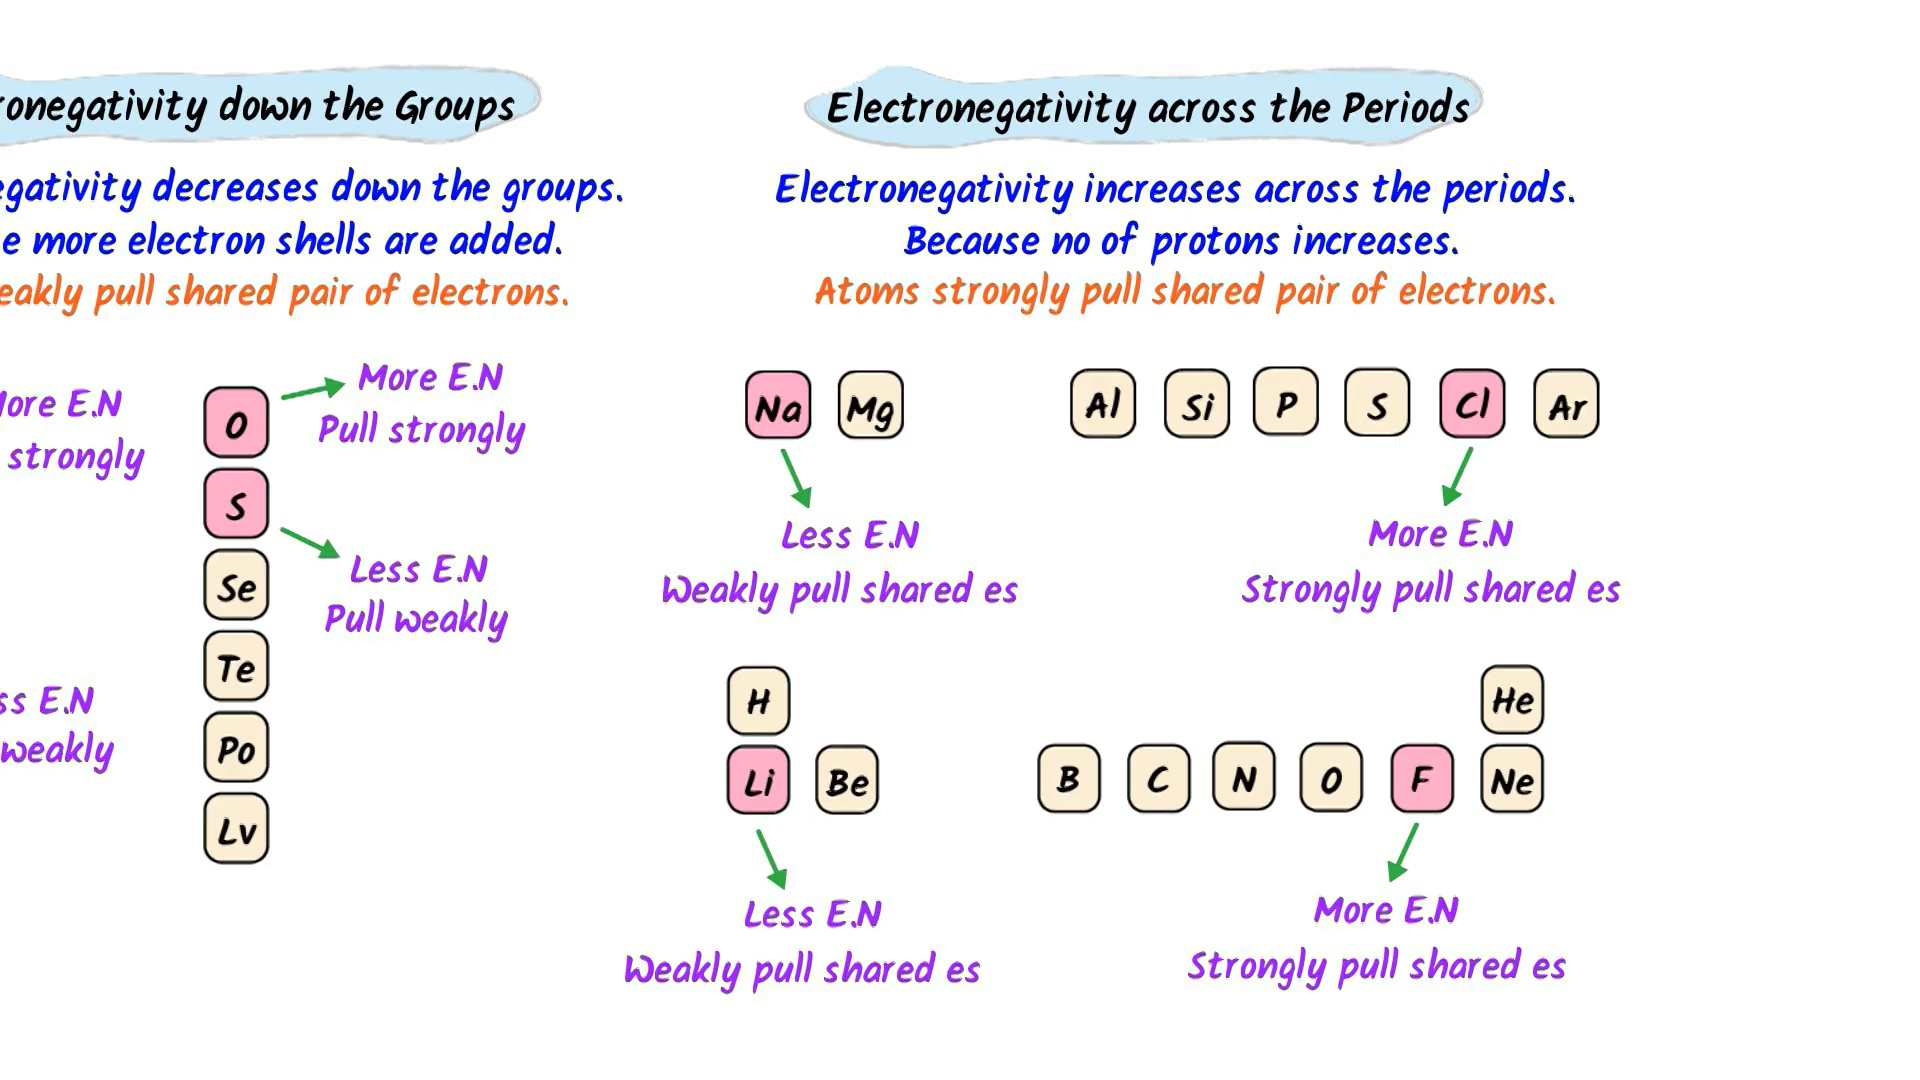 ronegativity down the Groups
egativity decreases down the groups.
e more electron shells are added.
eakly pull shared pair of electrons.
More E.N
strongly
O
More E.N
Pull strongly
S
Less E.N
Pull weakly
Se
Te
ss E.N
weakly
Po
Lv
Electronegativity across the Periods
Electronegativity increases across the periods.
Because no of protons increases.
Atoms strongly pull shared pair of electrons.
Na Mg Al Si P S Cl Ar
Less E.N
Weakly pull shared es
More E.N
Strongly pull shared es
H He
Li Be B C N O F Ne
Less E.N
Weakly pull shared es
More E.N
Strongly pull shared es